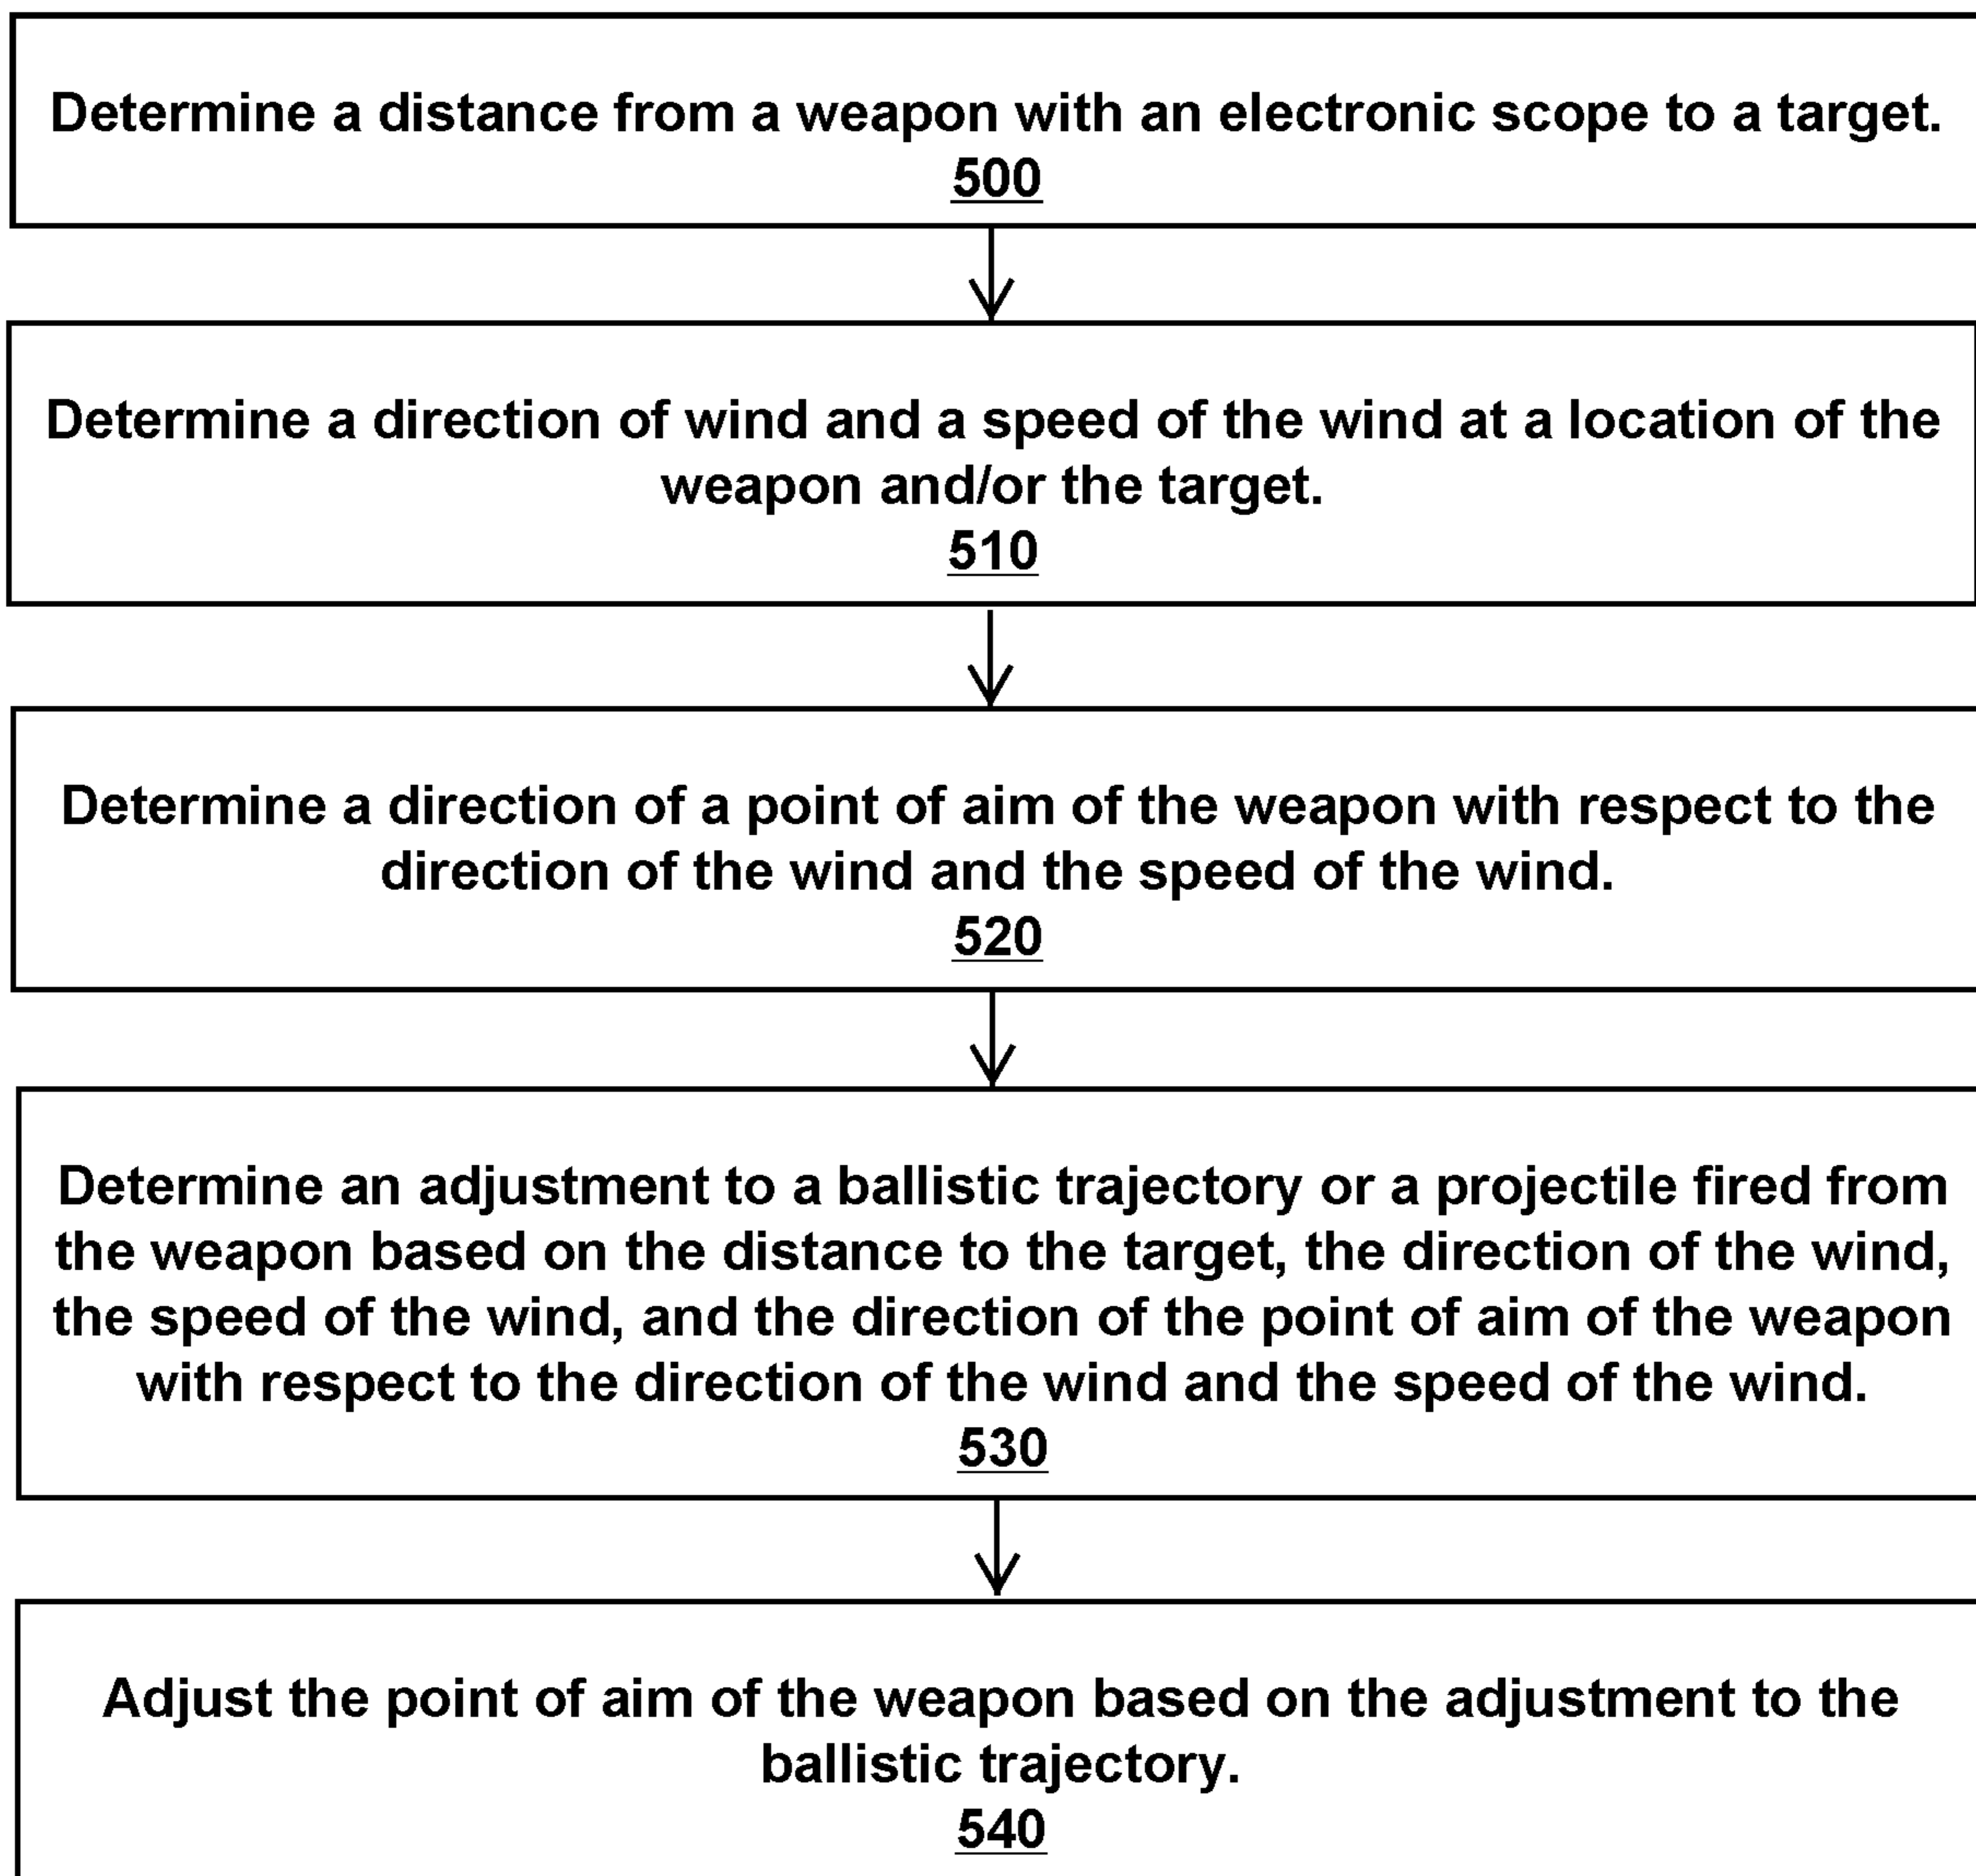 Determine a distance from a weapon with an electronic scope to a target.
500
Determine a direction of wind and a speed of the wind at a location of the
weapon and/or the target.
510
Determine a direction of a point of aim of the weapon with respect to the
direction of the wind and the speed of the wind.
520
Determine an adjustment to a ballistic trajectory or a projectile fired from
the weapon based on the distance to the target, the direction of the wind,
the speed of the wind, and the direction of the point of aim of the weapon
with respect to the direction of the wind and the speed of the wind.
530
Adjust the point of aim of the weapon based on the adjustment to the
ballistic trajectory.
540